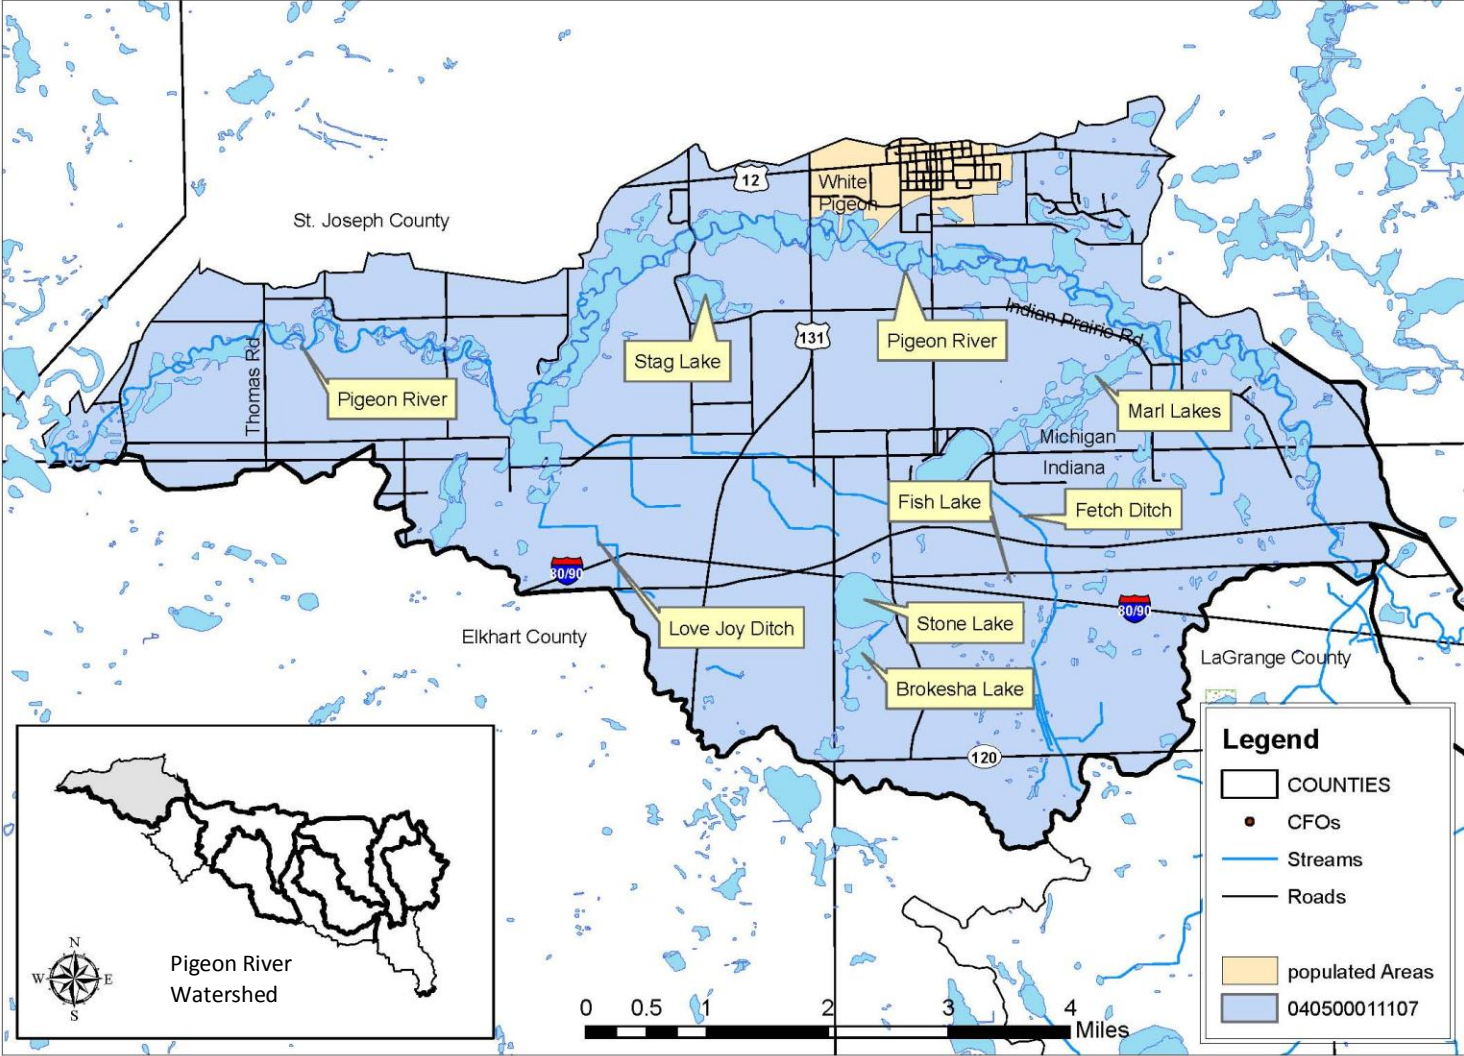 12
White
Pigeon
St. Joseph County
Indian Prairie Rd
131
Pigeon River
Stag Lake
Thomas Rd
Pigeon River
Marl Lakes
Michigan
Indiana
Fish Lake
Fetch Ditch
80/90
80/90
Stone Lake
Love Joy Ditch
Elkhart County
LaGrange County
Brokesha Lake
120
Legend
COUNTIES
CFOs
Streams
Roads
populated Areas
040500011107
N
W
E
S
Pigeon River
Watershed
0 0.5 1 2 3 4
Miles